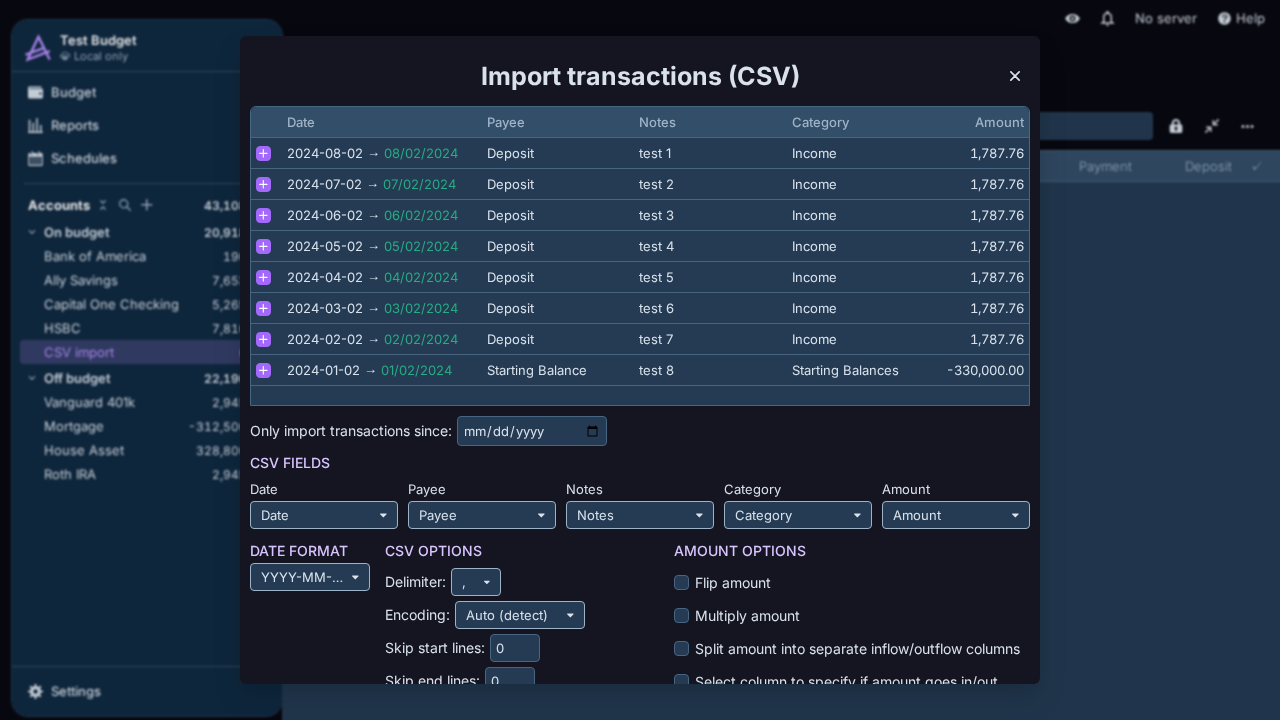 No server
Help
Test Budget
Local only
Import transactions (CSV)
Budget
Reports
Schedules
Payment Deposit
Date Payee Notes Category Amount
2024-08-02 → 08/02/2024 Deposit test 1 Income 1,787.76
2024-07-02 → 07/02/2024 Deposit test 2 Income 1,787.76
2024-06-02 → 06/02/2024 Deposit test 3 Income 1,787.76
2024-05-02 → 05/02/2024 Deposit test 4 Income 1,787.76
2024-04-02 → 04/02/2024 Deposit test 5 Income 1,787.76
2024-03-02 → 03/02/2024 Deposit test 6 Income 1,787.76
2024-02-02 → 02/02/2024 Deposit test 7 Income 1,787.76
2024-01-02 → 01/02/2024 Starting Balance test 8 Starting Balances -330,000.00
Accounts
On budget
Bank of America
Ally Savings
Capital One Checking
HSBC
CSV import
Off budget
Vanguard 401k
Mortgage
House Asset
Roth IRA
Only import transactions since: mm/dd/yyyy
CSV FIELDS
Date Payee Notes Category Amount
Date Payee Notes Category Amount
DATE FORMAT CSV OPTIONS AMOUNT OPTIONS
YYYY-MM-...
Delimiter: , Flip amount
Encoding: Auto (detect) Multiply amount
Skip start lines: 0 Split amount into separate inflow/outflow columns
Skip end lines: 0 Select column to specify if amount goes in/out
Settings